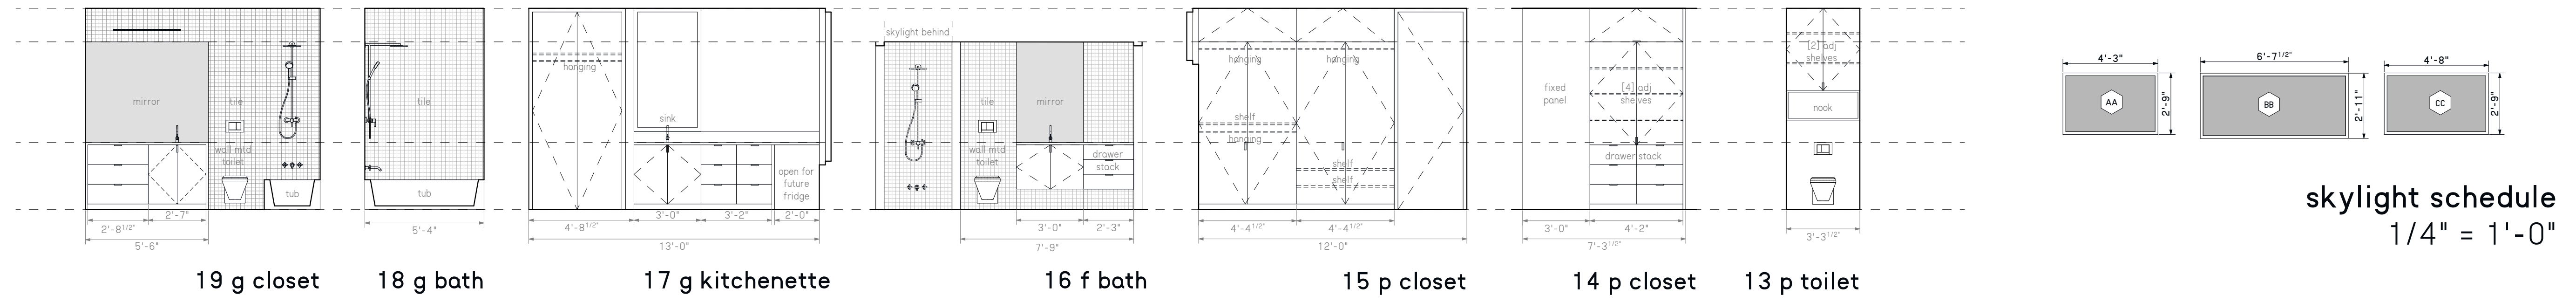 mirror
tile
wall mtd
toilet
tub
2'-7"
2'-8 1/2"
5'-6"
19 g closet
tile
tub
5'-4"
18 g bath
hanging
sink
open for
future
fridge
3'-0"
3'-2"
2'-0"
4'-8 1/2"
13'-0"
17 g kitchenette
skylight behind
tile
mirror
wall mtd
toilet
drawer
stack
3'-0"
2'-3"
7'-9"
16 f bath
hanging
hanging
shelf
hanging
shelf
shelf
4'-4 1/2"
4'-4 1/2"
12'-0"
15 p closet
fixed
panel
[4] adj
shelves
drawer stack
3'-0"
4'-2"
7'-3 1/2"
14 p closet
[2] adj
shelves
nook
3'-3 1/2"
13 p toilet
4'-3"
AA
2'-9"
6'-7 1/2"
BB
2'-11"
4'-8"
CC
2'-9"
skylight schedule
1/4" = 1'-0"